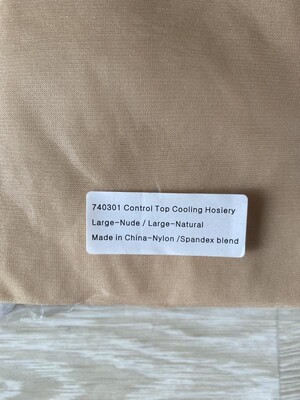 740301 Control Top Cooling Hosiery
Large-Nude / Large-Natural
Made in China-Nylon /Spandex blend